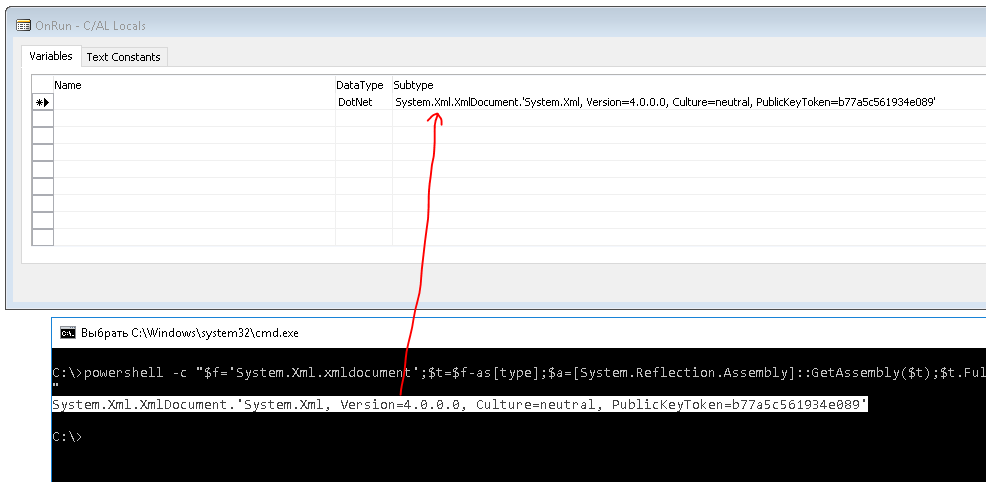 OnRun - C/AL Locals
Variables Text Constants
Name DataType Subtype
DotNet System.Xml.XmlDocument.'System.Xml, Version=4.0.0.0, Culture=neutral, PublicKeyToken=b77a5c561934e089'
C:\. Выбрать C:\Windows\system32\cmd.exe
C:\>powershell -c "$f='System.Xml.xmldocument';$t=$f-as[type];$a=[System.Reflection.Assembly]::GetAssembly($t);$t.Ful
"
System.Xml.XmlDocument.'System.Xml, Version=4.0.0.0, Culture=neutral, PublicKeyToken=b77a5c561934e089'
C:\>